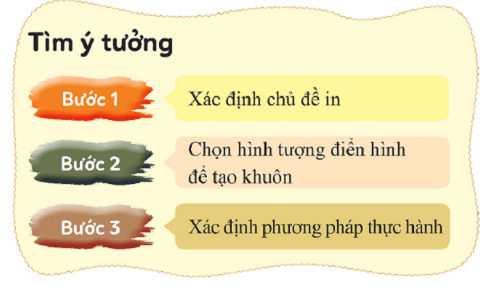 Tìm ý tưởng
Bước 1
Xác định chủ đề in
Bước 2
Chọn hình tượng điển hình
để tạo khuôn
Bước 3
Xác định phương pháp thực hành